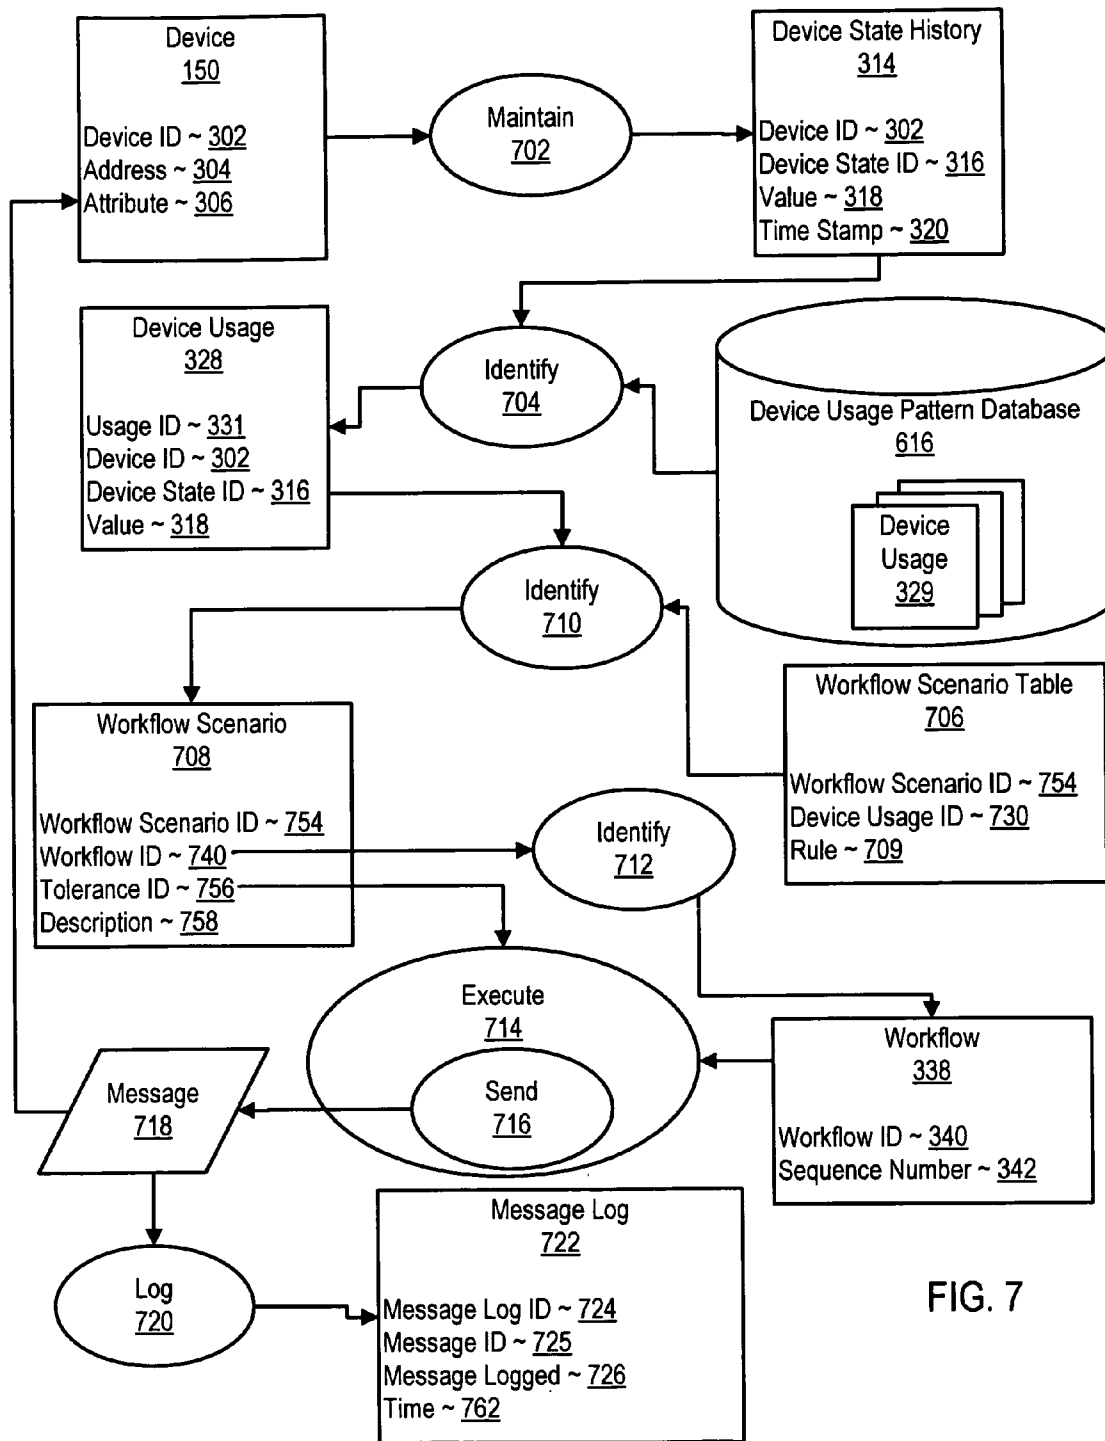 Device
150
Device ID ~ 302
Address ~ 304
Attribute ~ 306
Maintain
702
Device State History
314
Device ID ~ 302
Device State ID ~ 316
Value ~ 318
Time Stamp ~ 320
Device Usage
328
Usage ID ~ 331
Device ID ~ 302
Device State ID ~ 316
Value ~ 318
Identify
704
Device Usage Pattern Database
616
Device
Usage
329
Identify
710
Workflow Scenario
708
Workflow Scenario ID ~ 754
Workflow ID ~ 740
Tolerance ID ~ 756
Description ~ 758
Identify
712
Workflow Scenario Table
706
Workflow Scenario ID ~ 754
Device Usage ID ~ 730
Rule ~ 709
Execute
714
Send
716
Workflow
338
Workflow ID ~ 340
Sequence Number ~ 342
Message
718
Log
720
Message Log
722
Message Log ID ~ 724
Message ID ~ 725
Message Logged ~ 726
Time ~ 762
FIG. 7